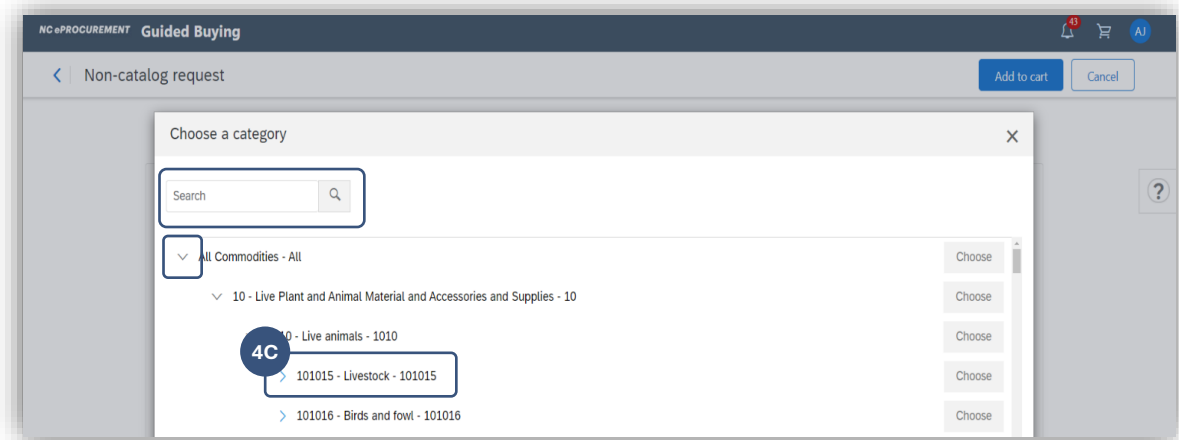 NC ePROCUREMENT Guided Buying 43 AJ
Non-catalog request Add to cart Cancel
Choose a category
Search
?
All Commodities - All Choose
10 - Live Plant and Animal Material and Accessories and Supplies - 10 Choose
10 - Live animals - 1010 Choose
4C
101015 - Livestock - 101015 Choose
101016 - Birds and fowl - 101016 Choose